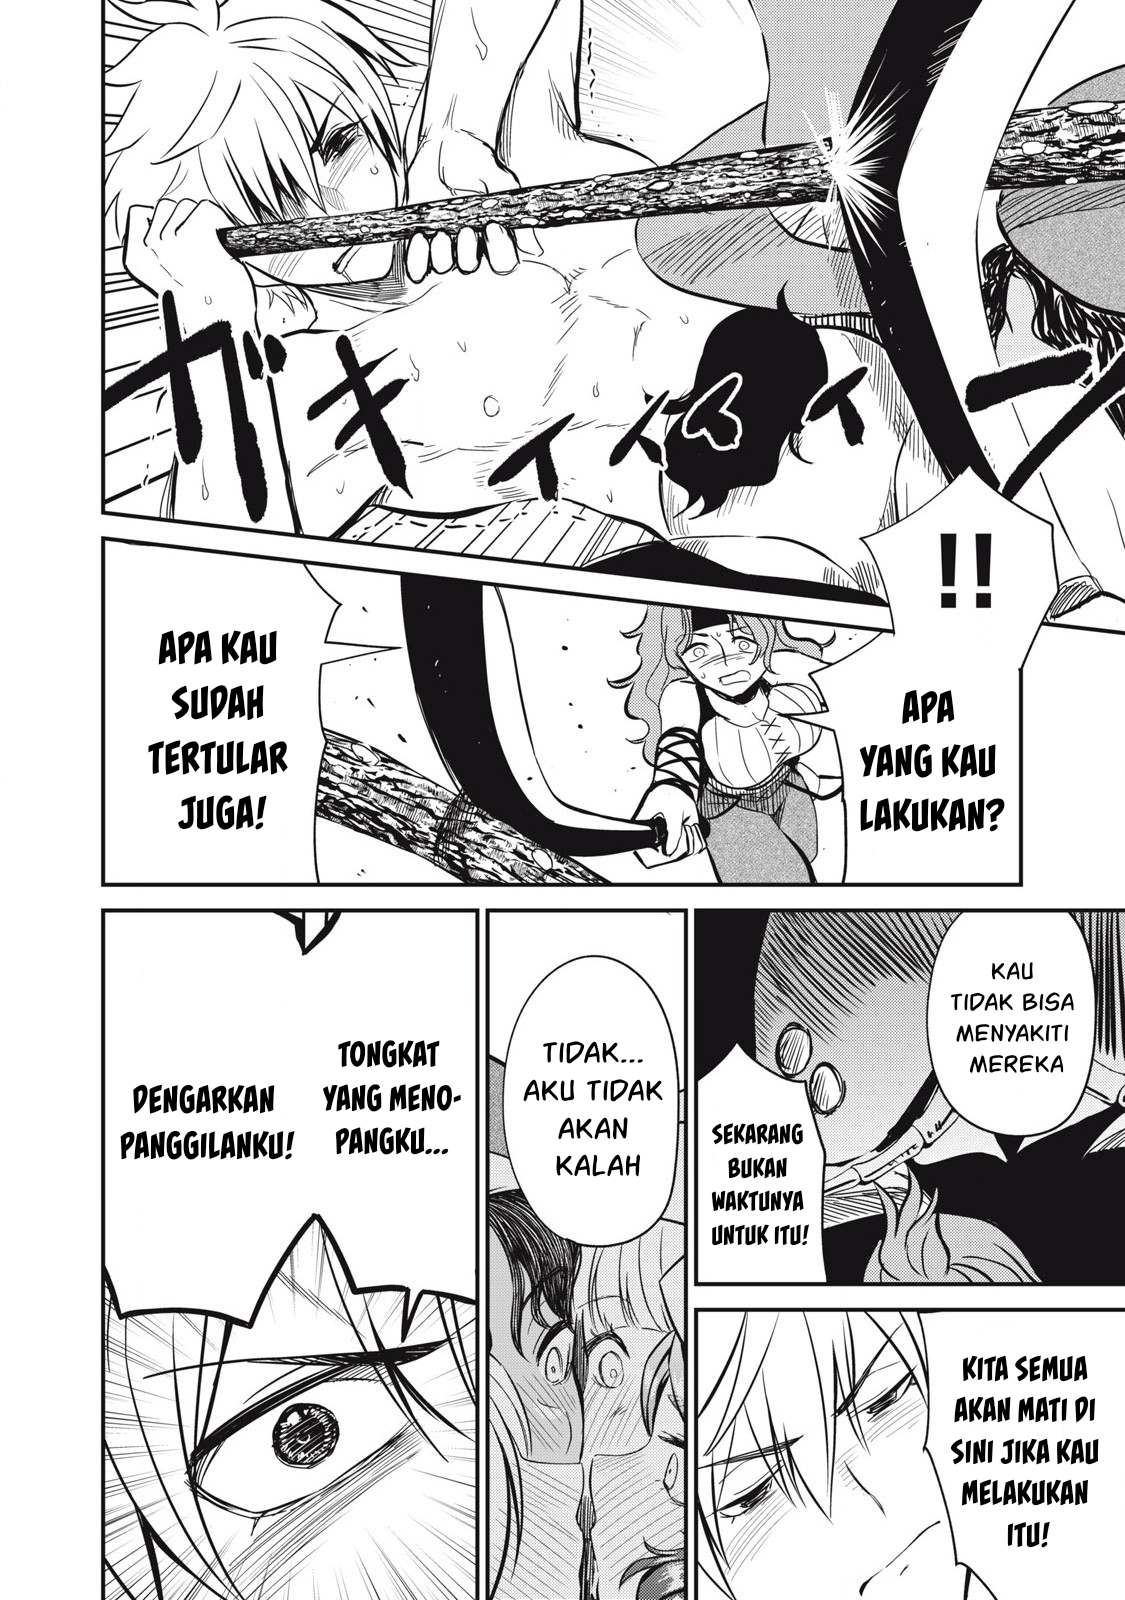 ガキィィィィーン
!!
APA
YANG KAU
LAKUKAN?
APA KAU
SUDAH
TERTULAR
JUGA!
KAU
TIDAK BISA
MENYAKITI
MEREKA
SEKARANG
BUKAN
WAKTUNYA
UNTUK ITU!
KITA SEMUA
AKAN MATI DI
SINI JIKA KAU
MELAKUKAN
ITU!
TIDAK...
AKU TIDAK
AKAN
KALAH
TONGKAT
YANG MENO-
PANGKU...
DENGARKAN
PANGGILANKU!